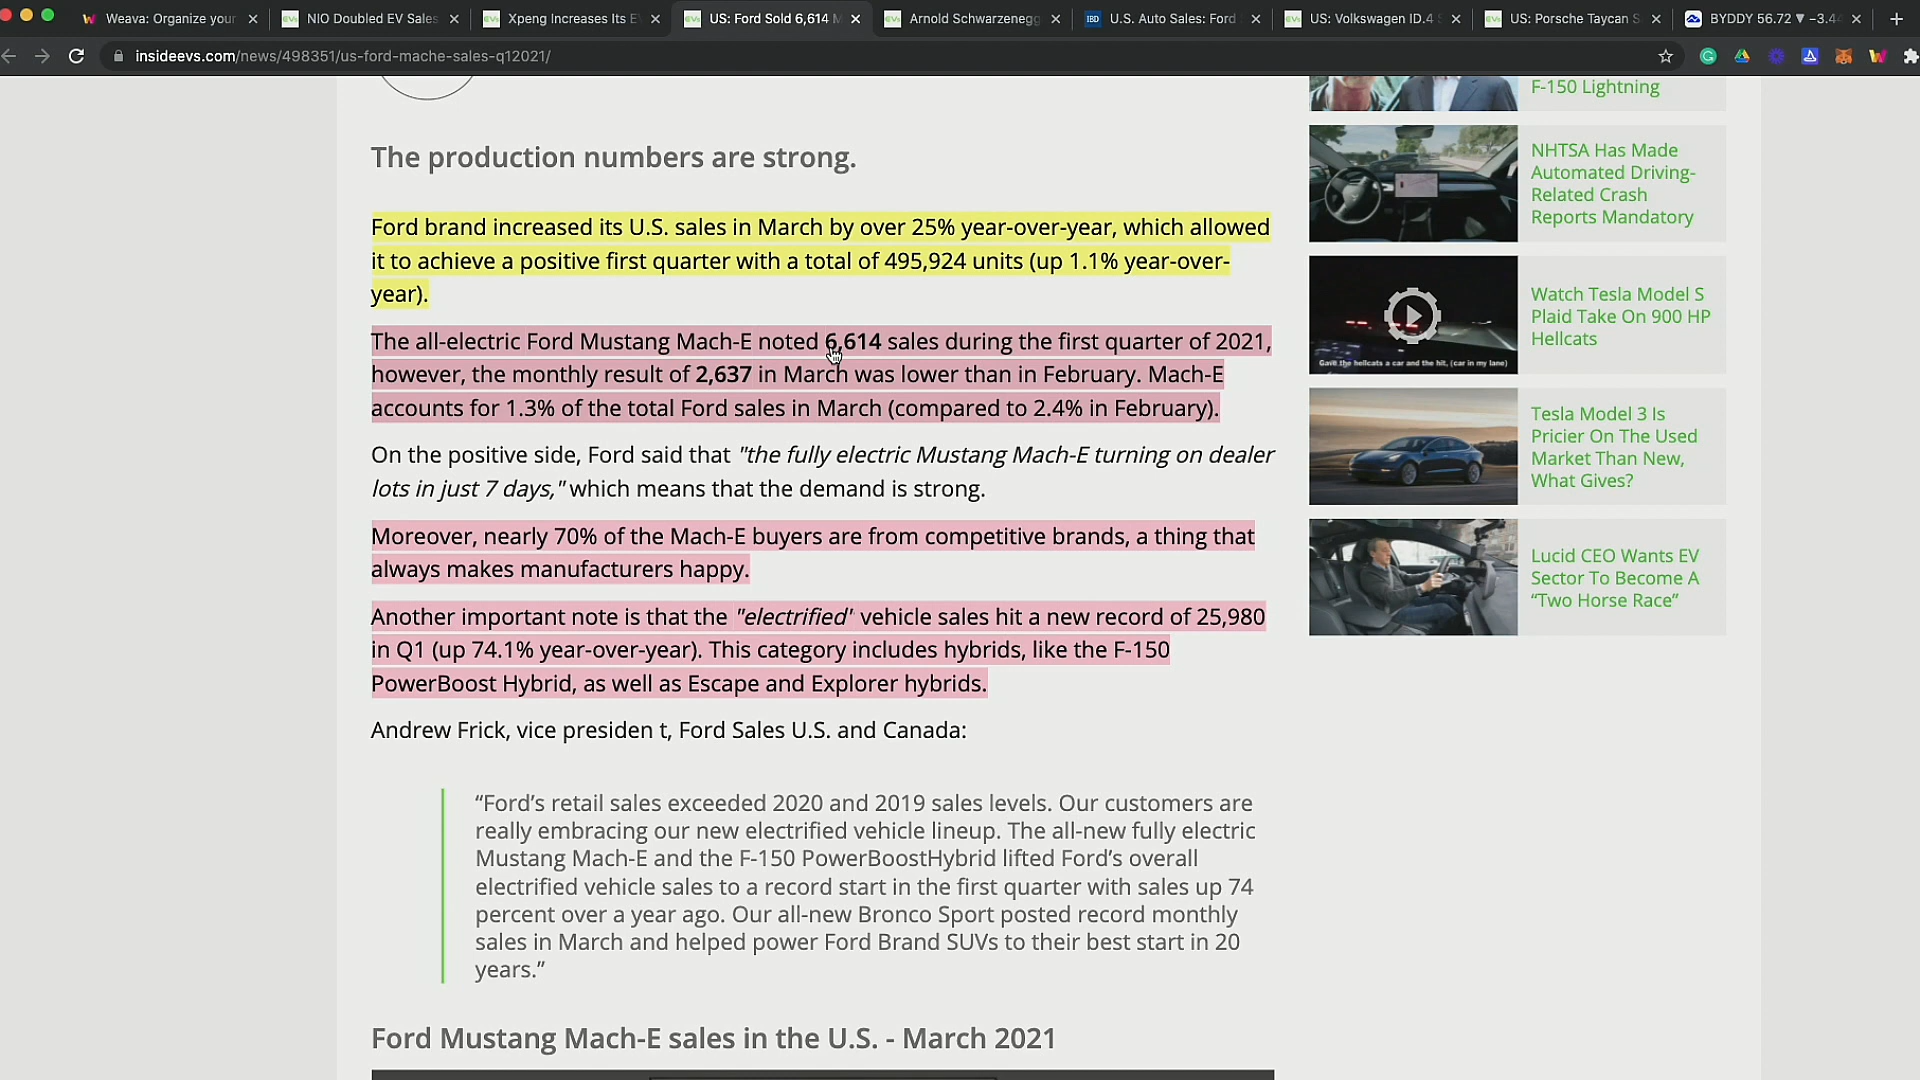 Weava: Organize your
NIO Doubled EV Sales
Xpeng Increases Its E
US: Ford Sold 6,614 M
Arnold Schwarzenegg
IBD U.S. Auto Sales: Ford
US: Volkswagen ID.4 S
US: Porsche Taycan S
BYDDY 56.72 ▼ −3.44
insideevs.com/news/498351/us-ford-mache-sales-q12021/
The production numbers are strong.
Ford brand increased its U.S. sales in March by over 25% year-over-year, which allowed
it to achieve a positive first quarter with a total of 495,924 units (up 1.1% year-over-
year).
The all-electric Ford Mustang Mach-E noted 6,614 sales during the first quarter of 2021,
however, the monthly result of 2,637 in March was lower than in February. Mach-E
accounts for 1.3% of the total Ford sales in March (compared to 2.4% in February).
On the positive side, Ford said that "the fully electric Mustang Mach-E turning on dealer
lots in just 7 days," which means that the demand is strong.
Moreover, nearly 70% of the Mach-E buyers are from competitive brands, a thing that
always makes manufacturers happy.
Another important note is that the "electrified" vehicle sales hit a new record of 25,980
in Q1 (up 74.1% year-over-year). This category includes hybrids, like the F-150
PowerBoost Hybrid, as well as Escape and Explorer hybrids.
Andrew Frick, vice presiden t, Ford Sales U.S. and Canada:
“Ford’s retail sales exceeded 2020 and 2019 sales levels. Our customers are
really embracing our new electrified vehicle lineup. The all-new fully electric
Mustang Mach-E and the F-150 PowerBoostHybrid lifted Ford’s overall
electrified vehicle sales to a record start in the first quarter with sales up 74
percent over a year ago. Our all-new Bronco Sport posted record monthly
sales in March and helped power Ford Brand SUVs to their best start in 20
years.”
Ford Mustang Mach-E sales in the U.S. - March 2021
F-150 Lightning
NHTSA Has Made
Automated Driving-
Related Crash
Reports Mandatory
Gave the hellcats a car and the hit, (car in my lane)
Watch Tesla Model S
Plaid Take On 900 HP
Hellcats
Tesla Model 3 Is
Pricier On The Used
Market Than New,
What Gives?
Lucid CEO Wants EV
Sector To Become A
“Two Horse Race”